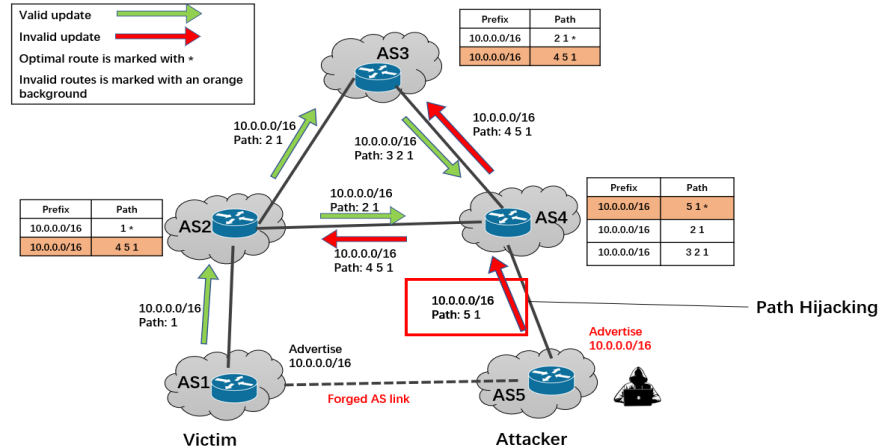 Valid update
Invalid update
Optimal route is marked with *
Invalid routes is marked with an orange
background
AS3
Prefix Path
10.0.0.0/16 2 1 *
10.0.0.0/16 4 5 1
10.0.0.0/16
Path: 2 1
10.0.0.0/16
Path: 3 2 1
10.0.0.0/16
Path: 4 5 1
Prefix Path
10.0.0.0/16 1 *
10.0.0.0/16 4 5 1
AS2
10.0.0.0/16
Path: 2 1
10.0.0.0/16
Path: 4 5 1
AS4
Prefix Path
10.0.0.0/16 5 1 *
10.0.0.0/16 2 1
10.0.0.0/16 3 2 1
10.0.0.0/16
Path: 1
10.0.0.0/16
Path: 5 1
Path Hijacking
AS1
Advertise
10.0.0.0/16
Forged AS link
Advertise
10.0.0.0/16
AS5
Victim
Attacker